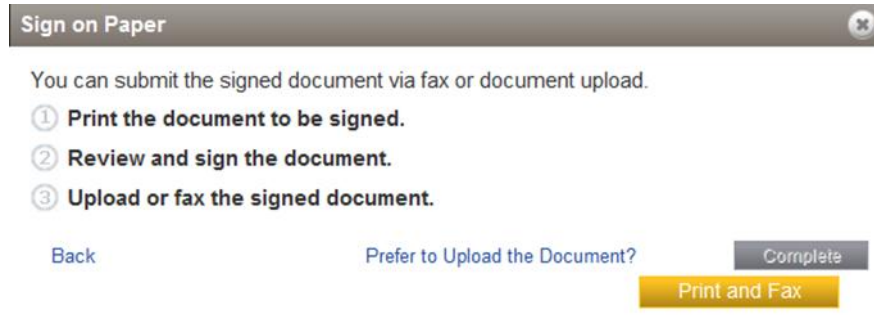 Sign on Paper
You can submit the signed document via fax or document upload.
1 Print the document to be signed.
2 Review and sign the document.
3 Upload or fax the signed document.
Back Prefer to Upload the Document? Complete
Print and Fax